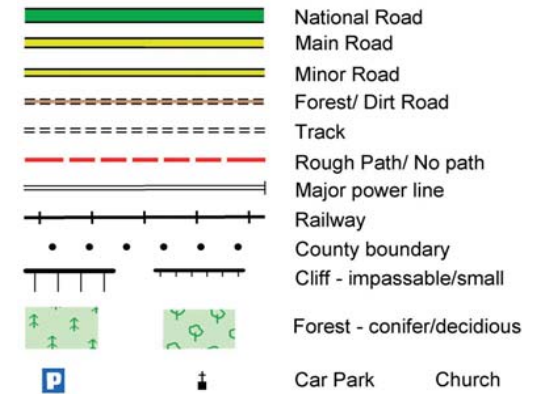 National Road
Main Road
Minor Road
Forest/ Dirt Road
Track
Rough Path/ No path
Major power line
Railway
County boundary
Cliff - impassable/small
Forest - conifer/decidious
P Car Park Church